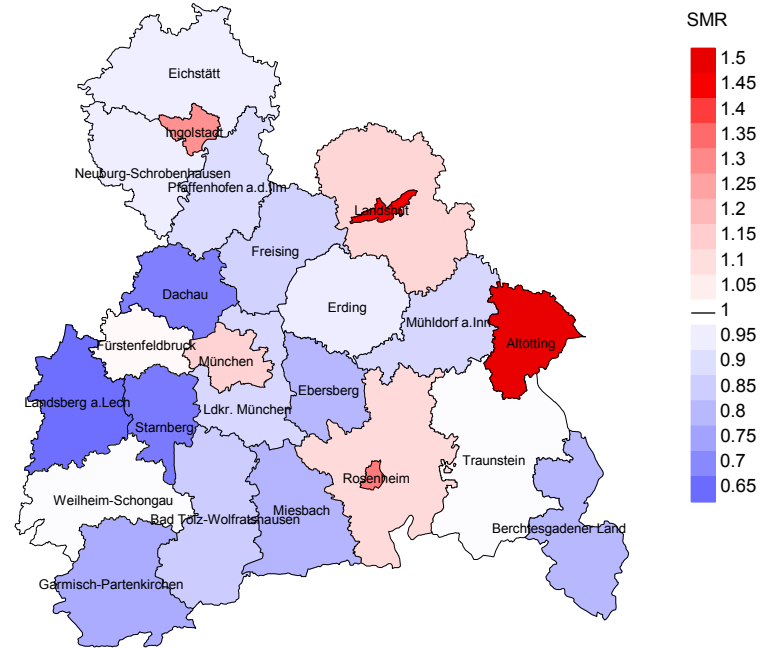 SMR
1.5
1.45
1.4
1.35
1.3
1.25
1.2
1.15
1.1
1.05
1
0.95
0.9
0.85
0.8
0.75
0.7
0.65
Eichstätt
Ingolstadt
Neuburg-Schrobenhausen
Pfaffenhofen a.d.Ilm
Landshut
Freising
Dachau
Erding
Mühldorf a.Inn
Altötting
Fürstenfeldbruck
München
Ebersberg
Landsberg a.Lech
Ldkr. München
Starnberg
Traunstein
Rosenheim
Weilheim-Schongau
Miesbach
Bad Tölz-Wolfratshausen
Berchtesgadener Land
Garmisch-Partenkirchen